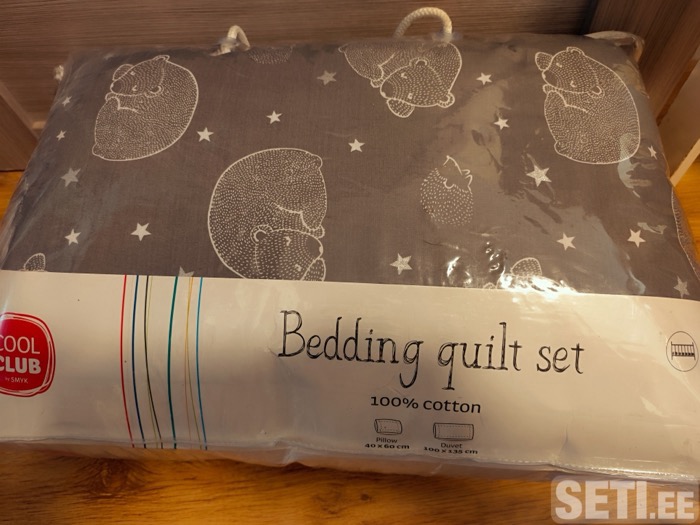 COOL
CLUB
by SMYK
Bedding quilt set
100% cotton
Pillow
40 x 60 cm
Duvet
100 x 135 cm
SETI.EE